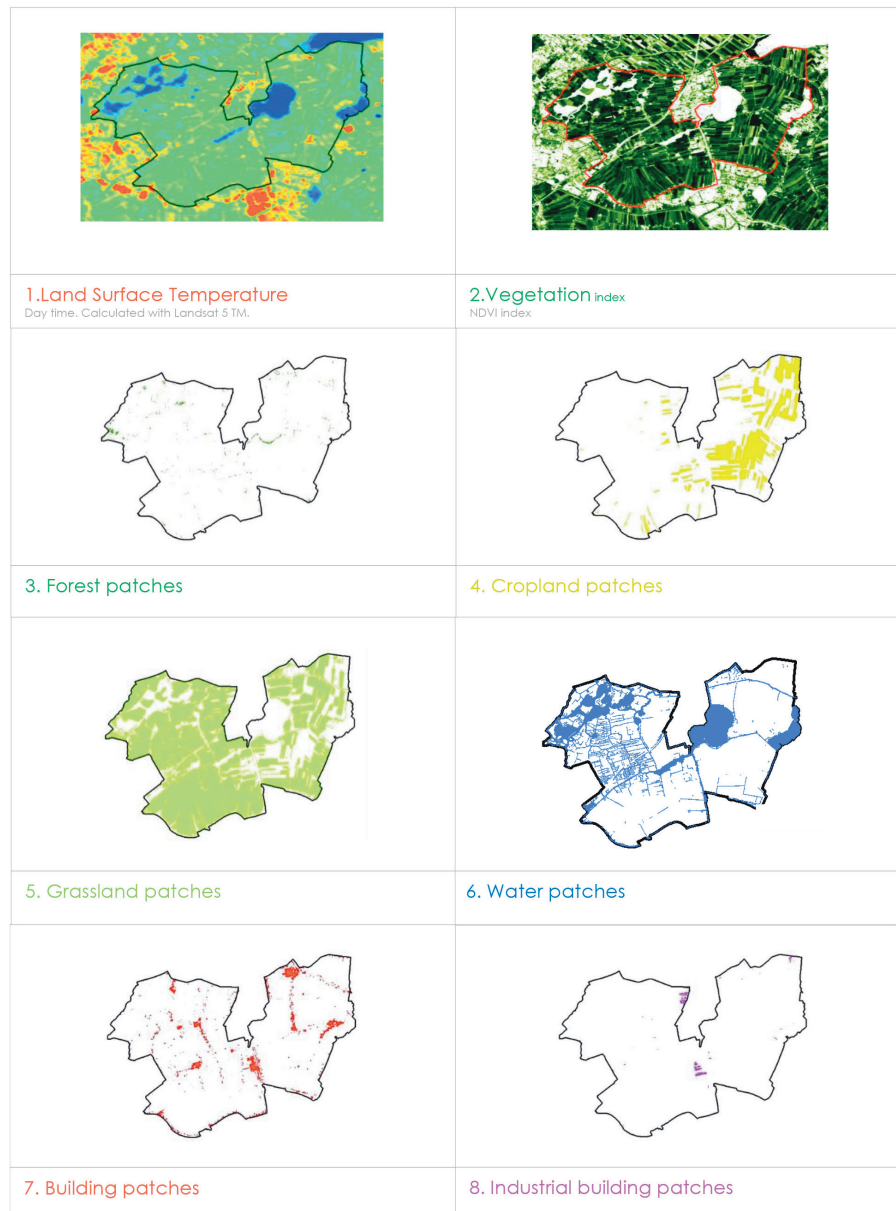 1.Land Surface Temperature
Day time. Calculated with Landsat 5 TM.
2.Vegetation index
NDVI index
3. Forest patches
4. Cropland patches
5. Grassland patches
6. Water patches
7. Building patches
8. Industrial building patches